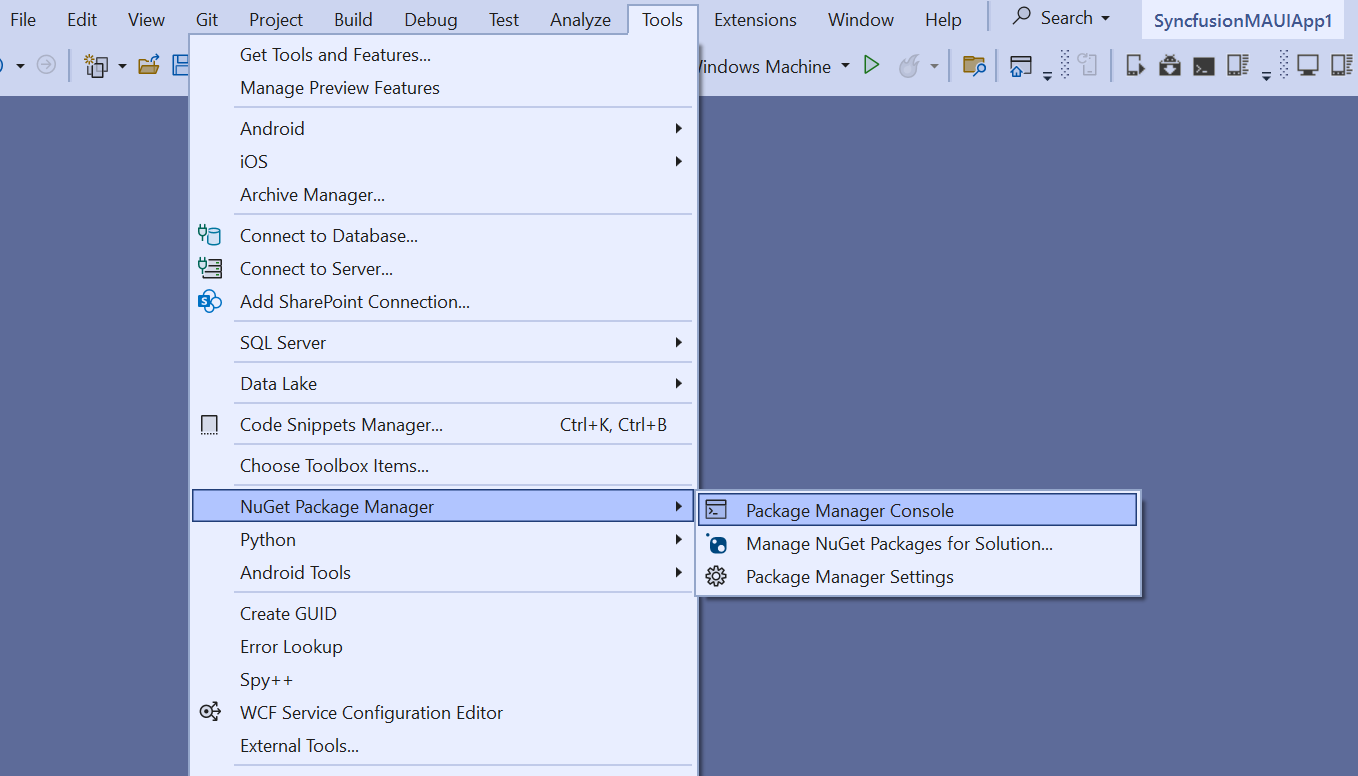 File Edit View Git Project Build Debug Test Analyze Tools Extensions Window Help Search SyncfusionMAUIApp1
Machine
Get Tools and Features...
Manage Preview Features
Android
iOS
Archive Manager...
Connect to Database...
Connect to Server...
Add SharePoint Connection...
SQL Server
Data Lake
Code Snippets Manager... Ctrl+K, Ctrl+B
Choose Toolbox Items...
NuGet Package Manager
Package Manager Console
Manage NuGet Packages for Solution...
Package Manager Settings
Python
Android Tools
Create GUID
Error Lookup
Spy++
WCF Service Configuration Editor
External Tools...